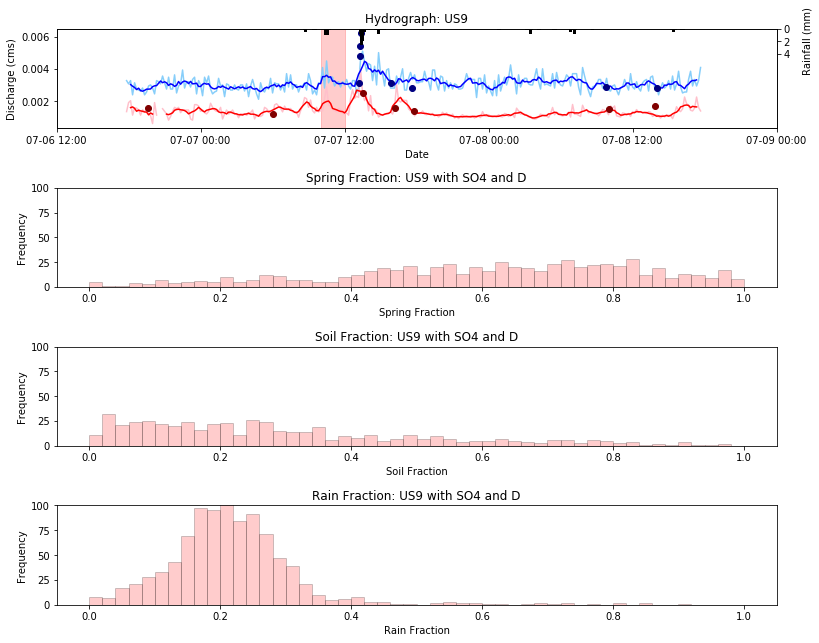 Hydrograph: US9
Discharge (cms)
0.006
0.004
0.002
0
2
4
Rainfall (mm)
07-06 12:00 07-07 00:00 07-07 12:00 07-08 00:00 07-08 12:00 07-09 00:00
Date
Spring Fraction: US9 with SO4 and D
Frequency
100
75
50
25
0
0.0 0.2 0.4 0.6 0.8 1.0
Spring Fraction
Soil Fraction: US9 with SO4 and D
Frequency
100
75
50
25
0
0.0 0.2 0.4 0.6 0.8 1.0
Soil Fraction
Rain Fraction: US9 with SO4 and D
Frequency
100
75
50
25
0
0.0 0.2 0.4 0.6 0.8 1.0
Rain Fraction